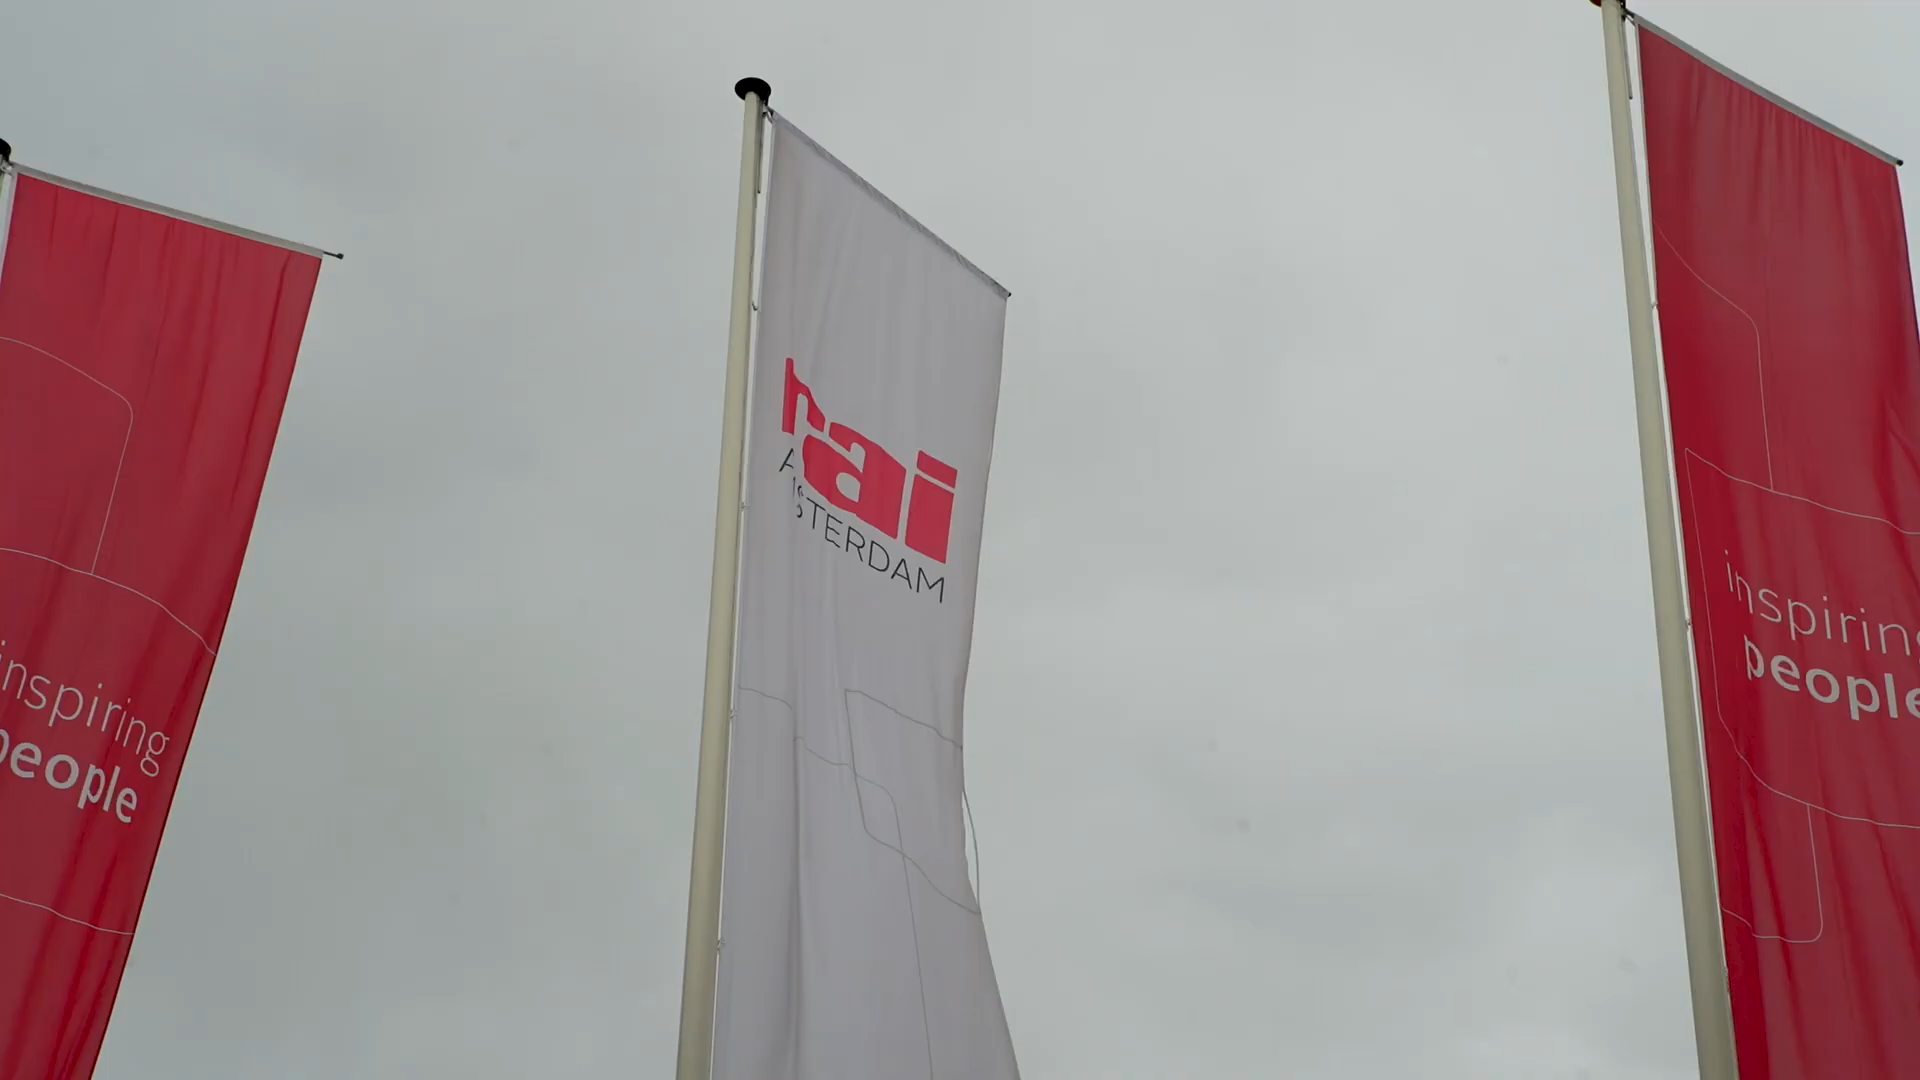 inspiring
people
rai
AMSTERDAM
inspiring
people